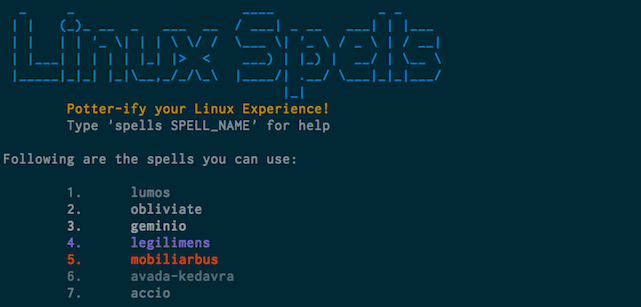 Linux Spells
Potter-ify your Linux Experience!
Type 'spells SPELL_NAME' for help
Following are the spells you can use:
1. lumos
2. obliviate
3. geminio
4. legilimens
5. mobiliarbus
6. avada-kedavra
7. accio